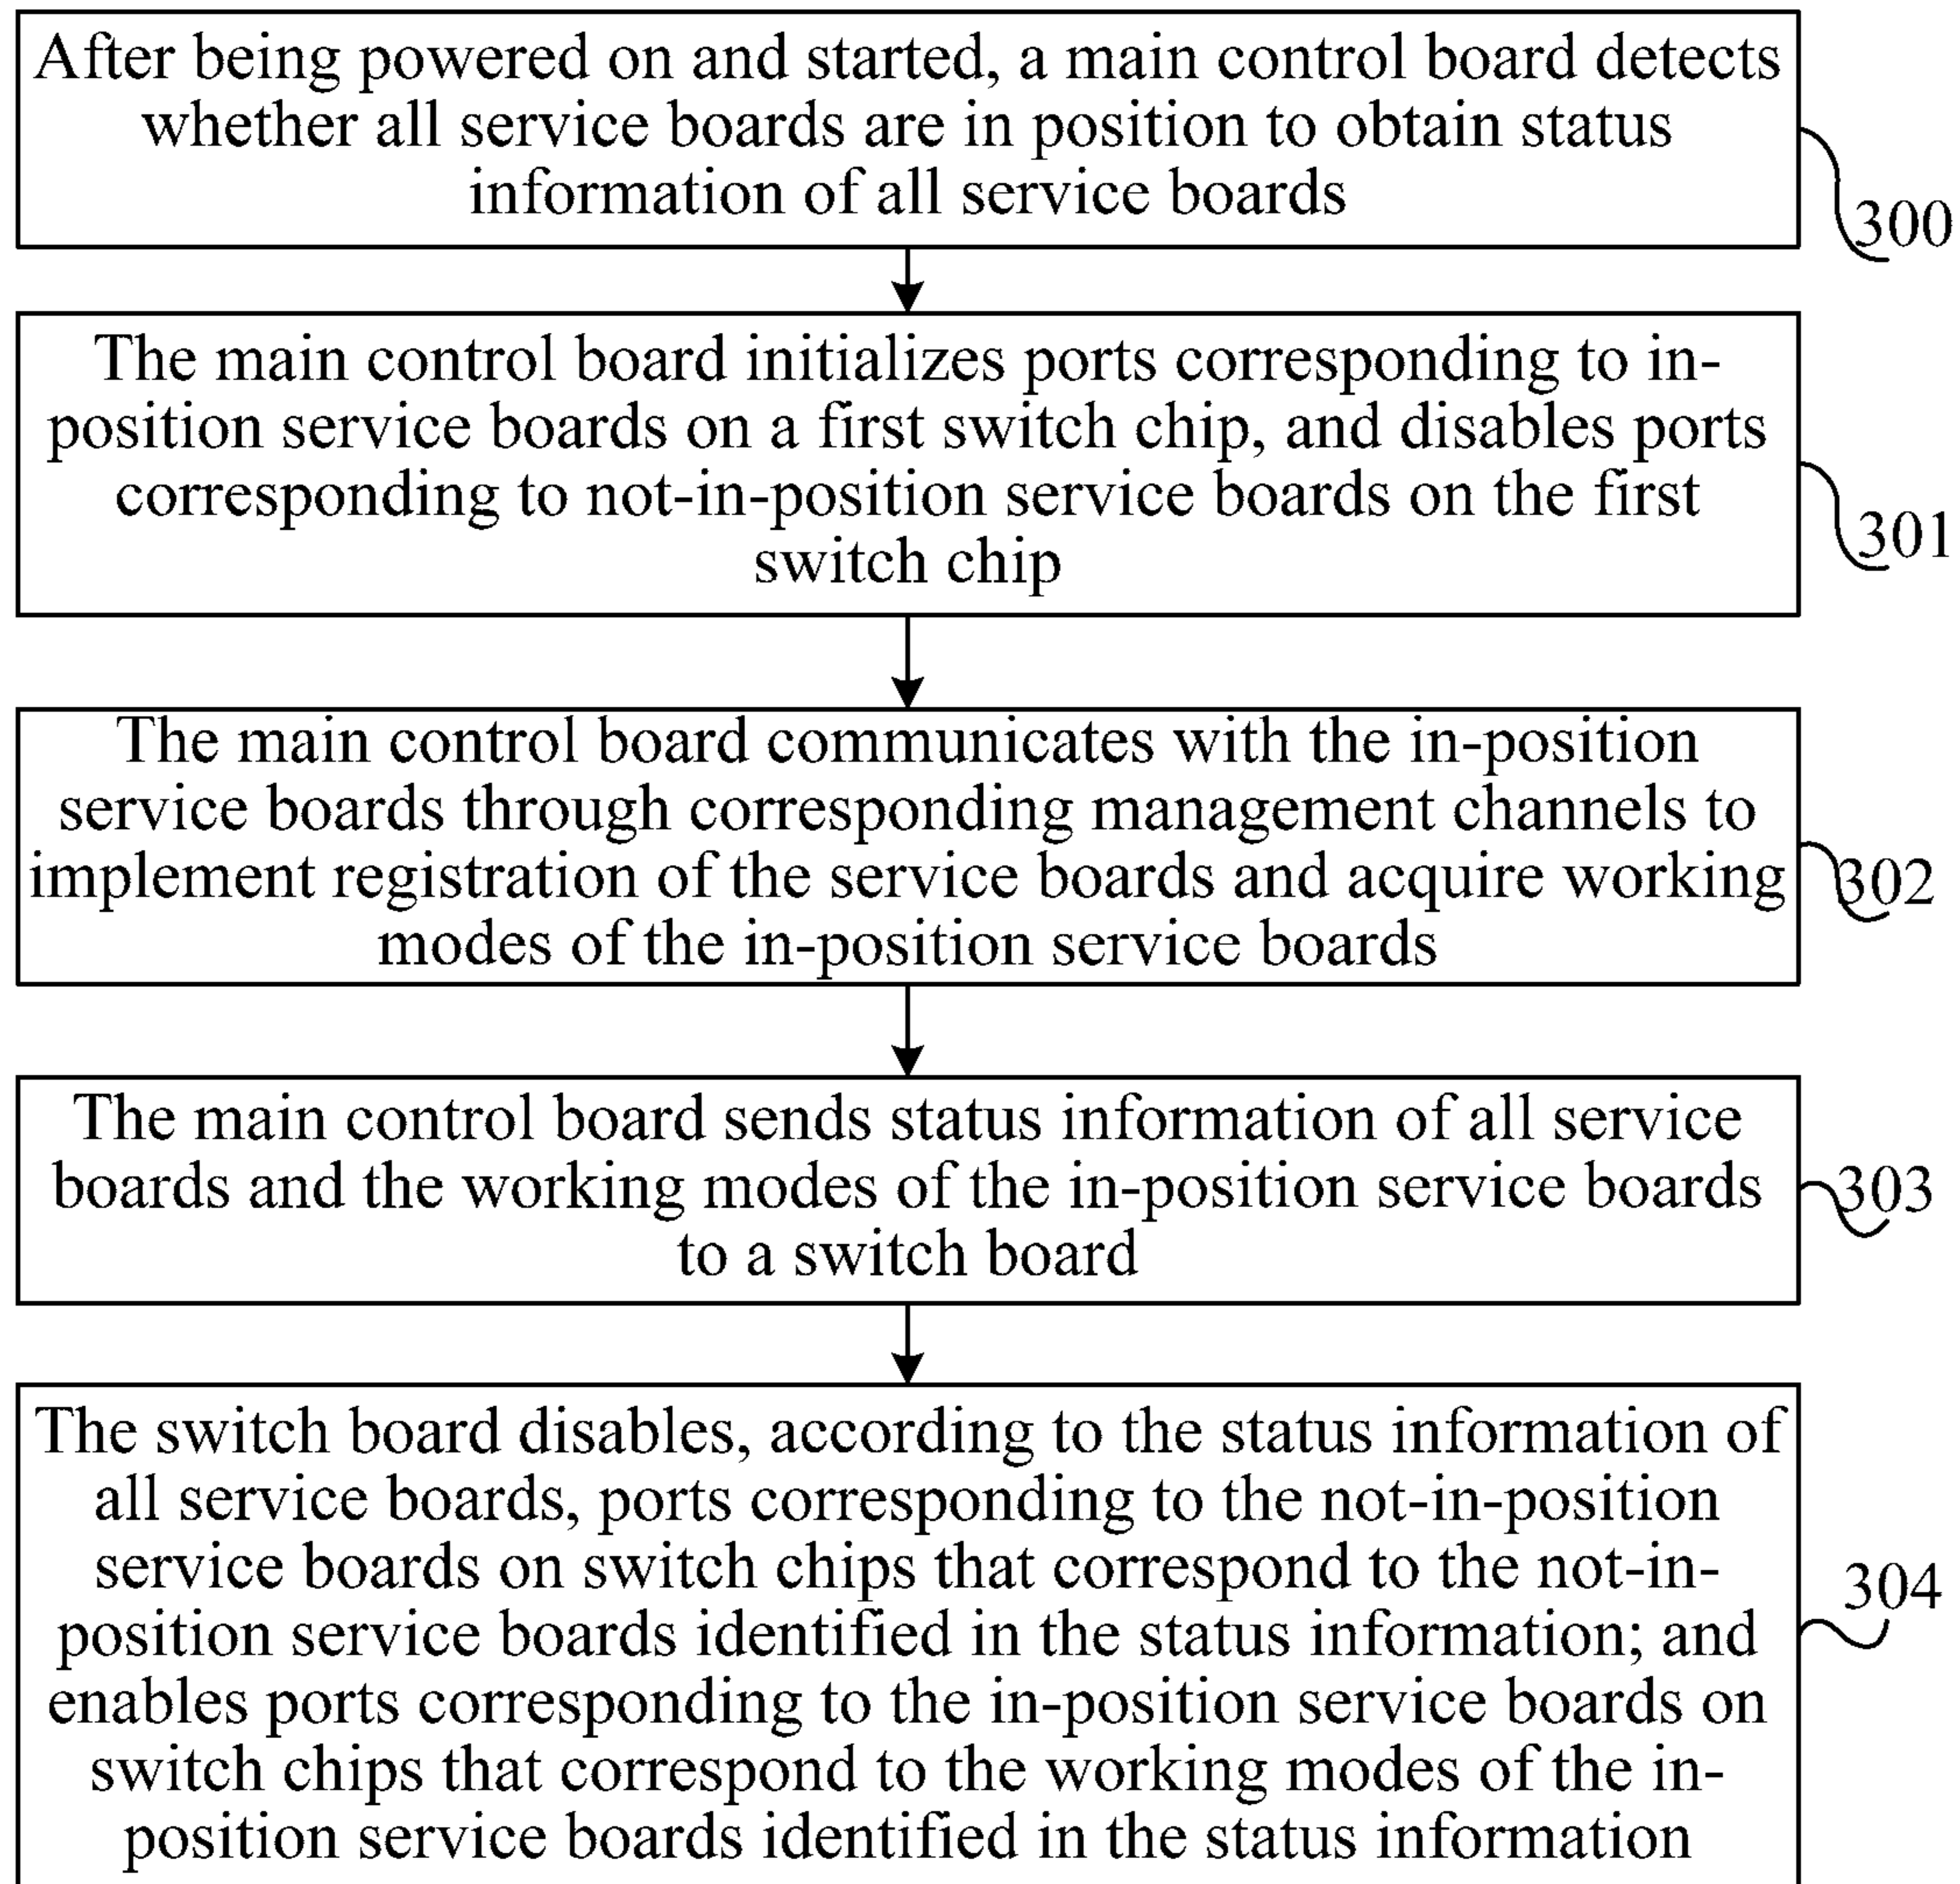 After being powered on and started, a main control board detects
whether all service boards are in position to obtain status
information of all service boards
300
The main control board initializes ports corresponding to in-
position service boards on a first switch chip, and disables ports
corresponding to not-in-position service boards on the first
switch chip
301
The main control board communicates with the in-position
service boards through corresponding management channels to
implement registration of the service boards and acquire working
modes of the in-position service boards
302
The main control board sends status information of all service
boards and the working modes of the in-position service boards
to a switch board
303
The switch board disables, according to the status information of
all service boards, ports corresponding to the not-in-position
service boards on switch chips that correspond to the not-in-
position service boards identified in the status information; and
enables ports corresponding to the in-position service boards on
switch chips that correspond to the working modes of the in-
position service boards identified in the status information
304